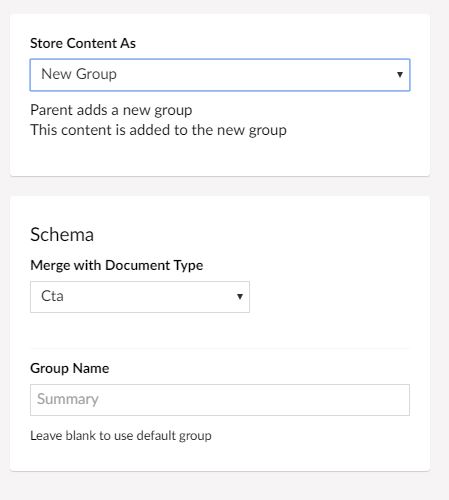 Store Content As
New Group
Parent adds a new group
This content is added to the new group
Schema
Merge with Document Type
Cta
Group Name
Summary
Leave blank to use default group